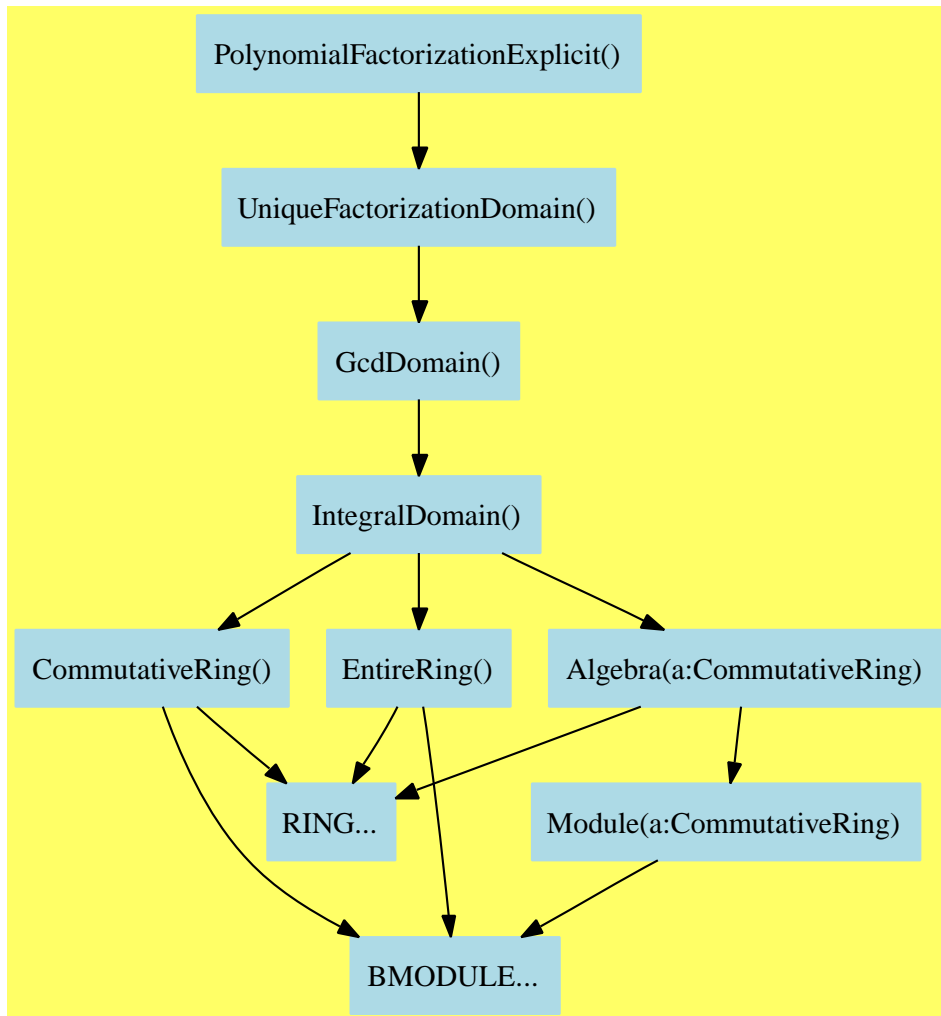 PolynomialFactorizationExplicit()
UniqueFactorizationDomain()
GcdDomain()
IntegralDomain()
CommutativeRing()
EntireRing()
Algebra(a:CommutativeRing)
RING...
Module(a:CommutativeRing)
BMODULE...